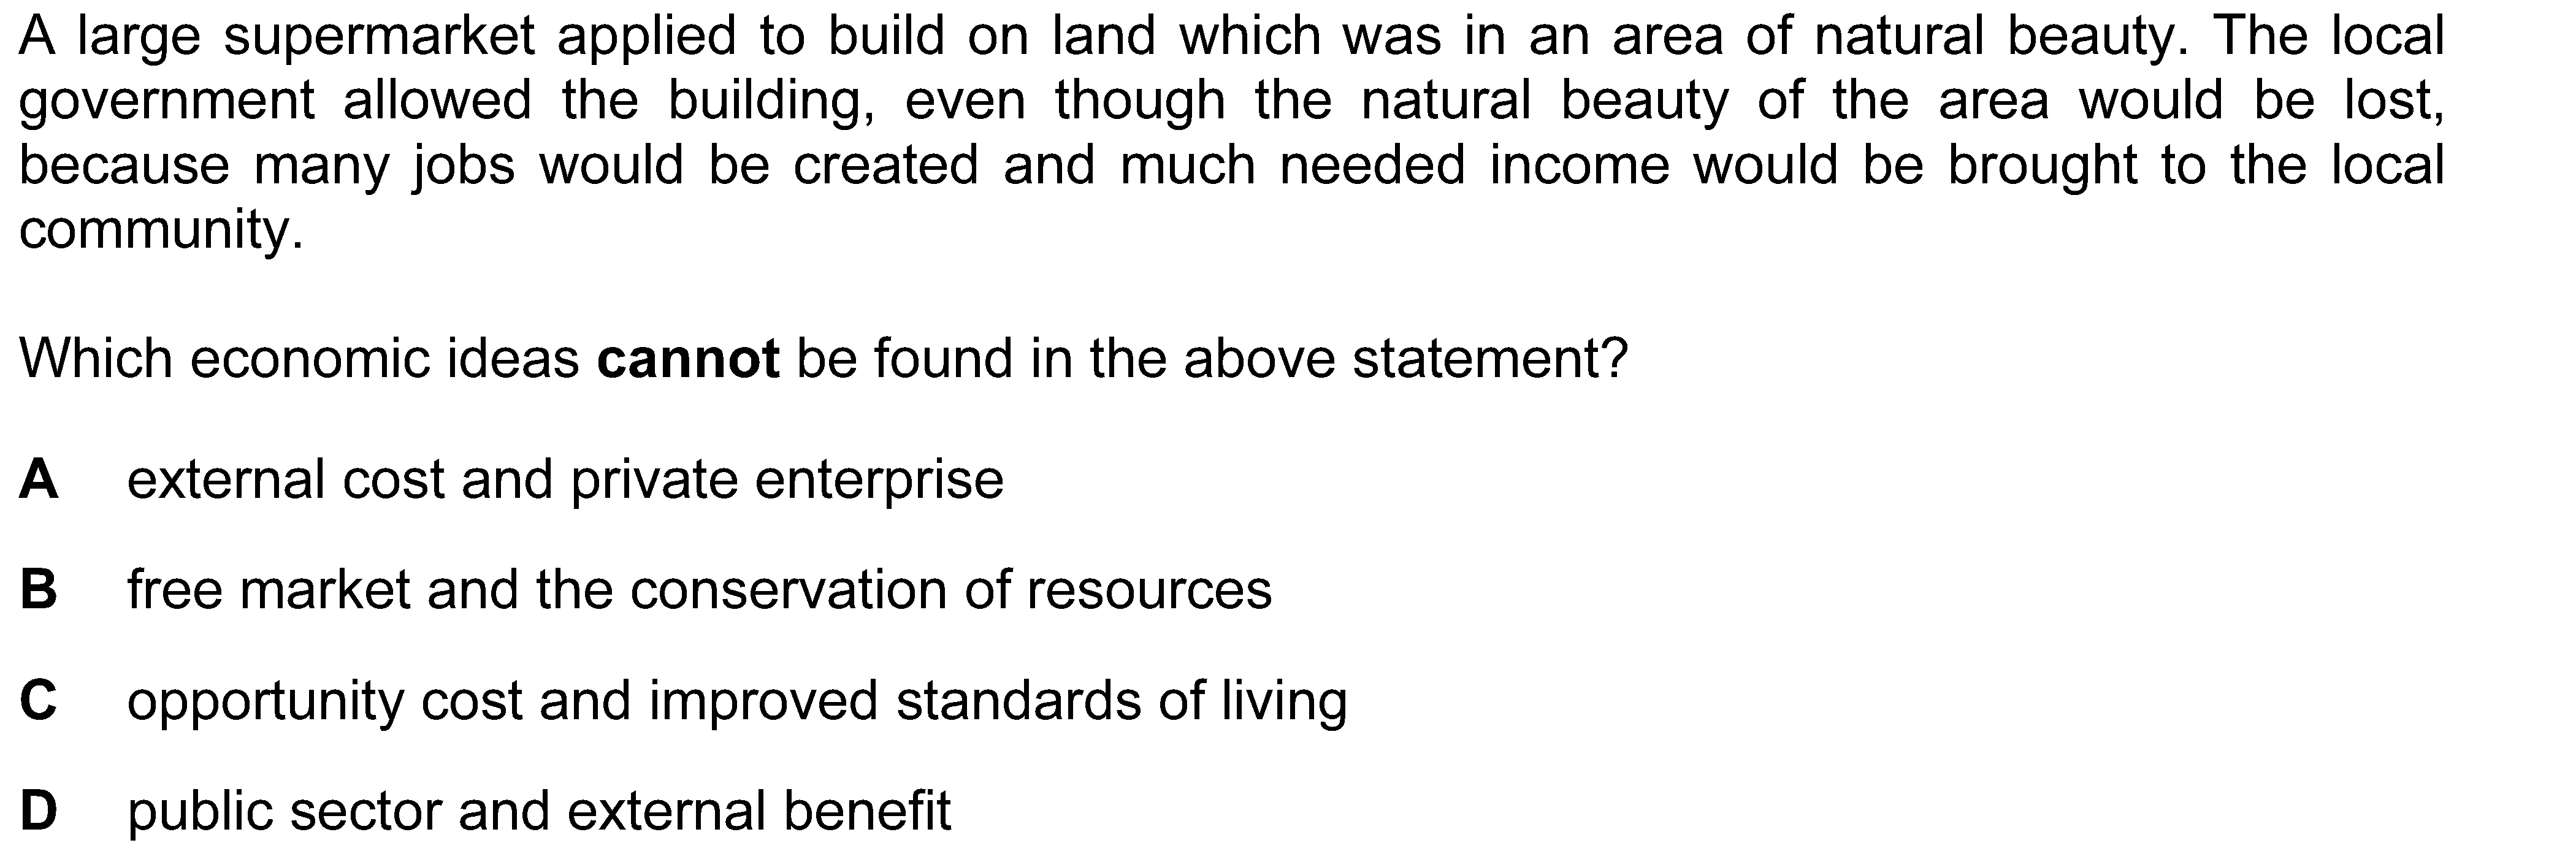 A large supermarket applied to build on land which was in an area of natural beauty. The local
government allowed the building, even though the natural beauty of the area would be lost,
because many jobs would be created and much needed income would be brought to the local
community.
Which economic ideas cannot be found in the above statement?
A external cost and private enterprise
B free market and the conservation of resources
C opportunity cost and improved standards of living
D public sector and external benefit